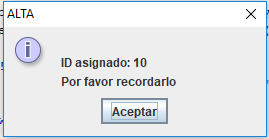 ALTA
ID asignado: 10
Por favor recordarlo
Aceptar